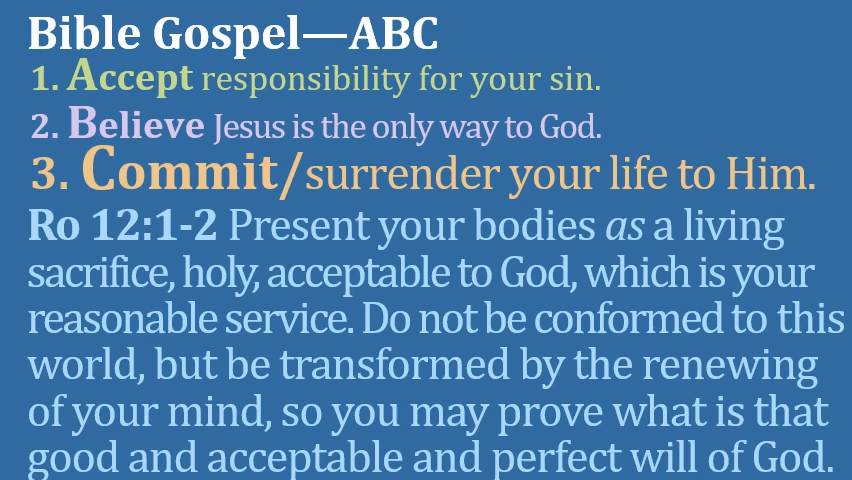 Bible Gospel—ABC
1. Accept responsibility for your sin.
2. Believe Jesus is the only way to God.
3. Commit/surrender your life to Him.
Ro 12:1-2 Present your bodies as a living
sacrifice, holy, acceptable to God, which is your
reasonable service. Do not be conformed to this
world, but be transformed by the renewing
of your mind, so you may prove what is that
good and acceptable and perfect will of God.